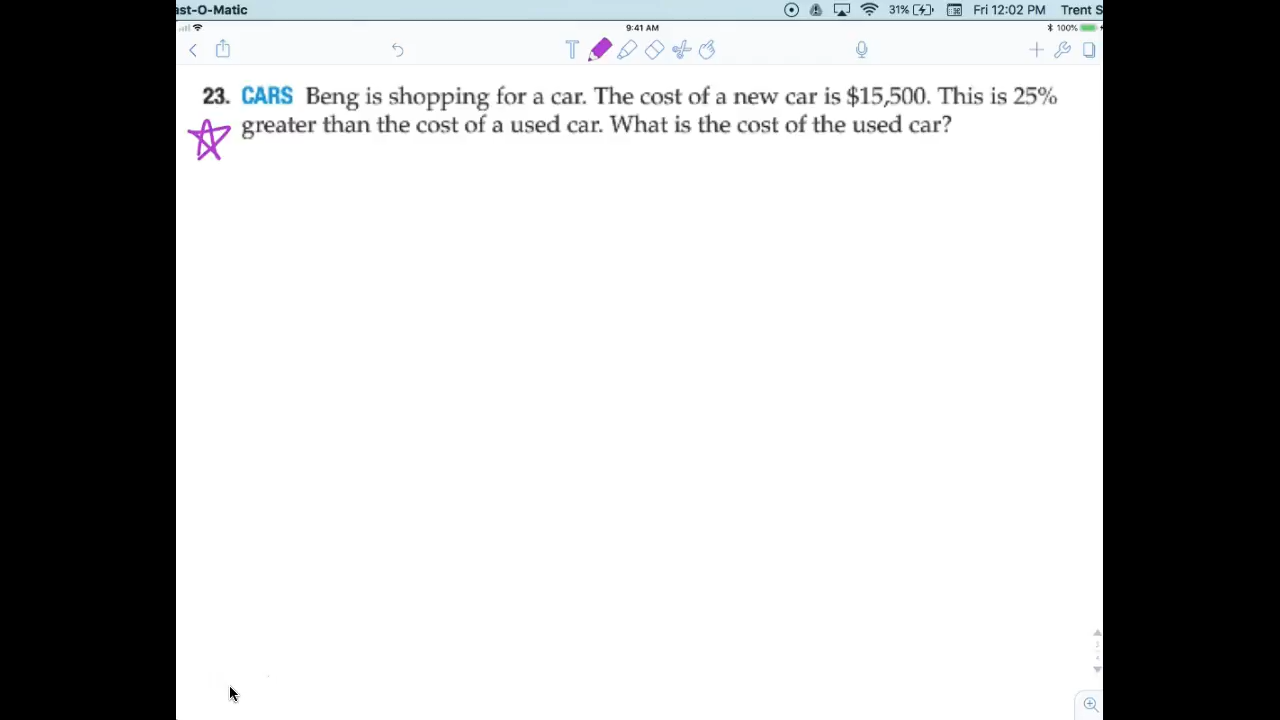 ast-O-Matic 31% Fri 12:02 PM Trent S
9:41 AM 100%
T
23. CARS Beng is shopping for a car. The cost of a new car is $15,500. This is 25%
greater than the cost of a used car. What is the cost of the used car?